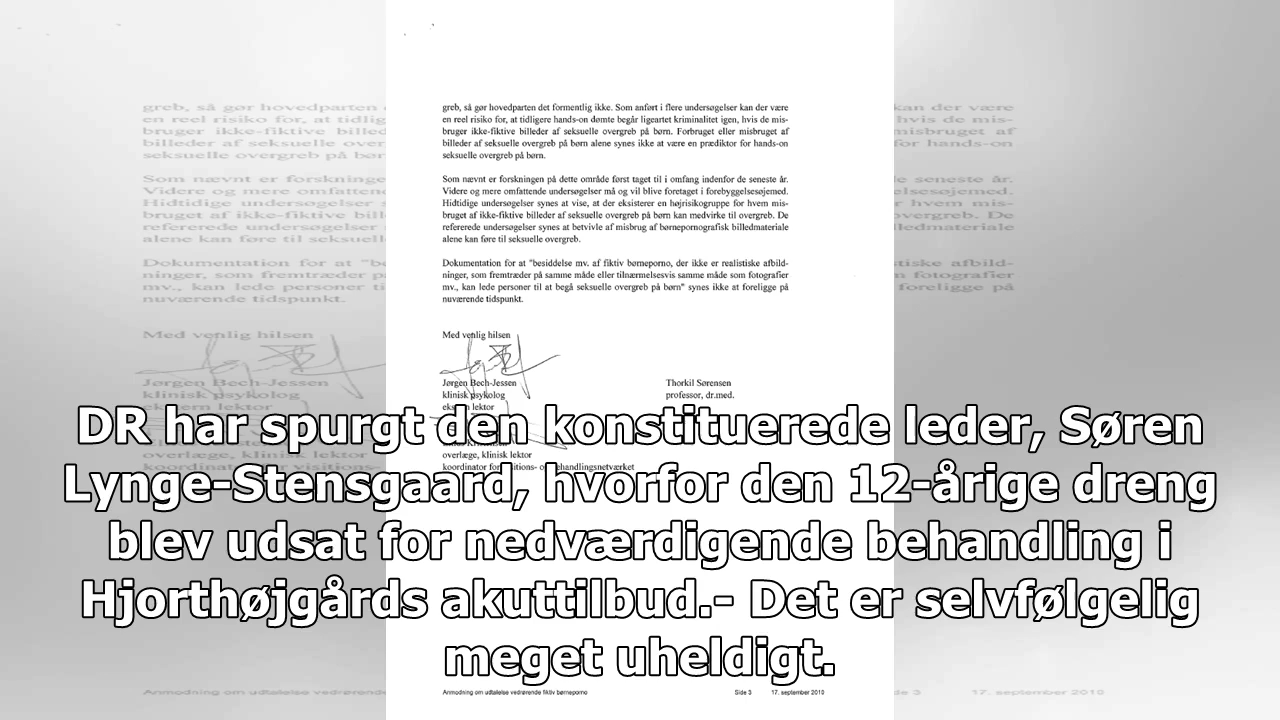 greb, så gør hovedparten det formentlig ikke. Som anført i flere undersøgelser kan der være
en reel risiko for, at tidligere hands-on dømte begår ligeartet kriminalitet igen, hvis de mis-
bruger ikke-fiktive billeder af seksuelle overgreb på børn. Forbruget eller misbruget af
billeder af seksuelle overgreb på børn alene synes ikke at være en prædiktor for hands-on
seksuelle overgreb på børn.
Som nævnt er forskningen på dette område først taget til i omfang indenfor de seneste år.
Videre og mere omfattende undersøgelser må og vil blive foretaget i forebyggelsesøjemed.
Hidtidige undersøgelser synes at vise, at der eksisterer en højrisikogruppe for hvem mis-
bruget af ikke-fiktive billeder af seksuelle overgreb på børn kan medvirke til overgreb. De
refererede undersøgelser synes at betvivle af misbrug af børnepornografisk billedmateriale
alene kan føre til seksuelle overgreb.
Dokumentation for at "besiddelse mv. af fiktiv børneporno, der ikke er realistiske afbild-
ninger, som fremtræder på samme måde eller tilnærmelsesvis samme måde som fotografier
mv., kan lede personer til at begå seksuelle overgreb på børn" synes ikke at foreligge på
nuværende tidspunkt.
Med venlig hilsen
Jørgen Bech-Jessen
Thorkil Sørensen
klinisk psykolog
professor, dr.med.
ekstern lektor
DR har spurgt den konstituerede leder, Søren
Lynge-Stensgaard, hvorfor den 12-årige dreng
blev udsat for nedværdigende behandling i
Hjorthøjgårds akuttilbud.- Det er selvfølgelig
meget uheldigt.
overlæge, klinisk lektor
koordinator for visitations- og behandlingsnetværket
Anmodning om udtalelse vedrørende fiktiv børneporno
Side 3
17. september 2010